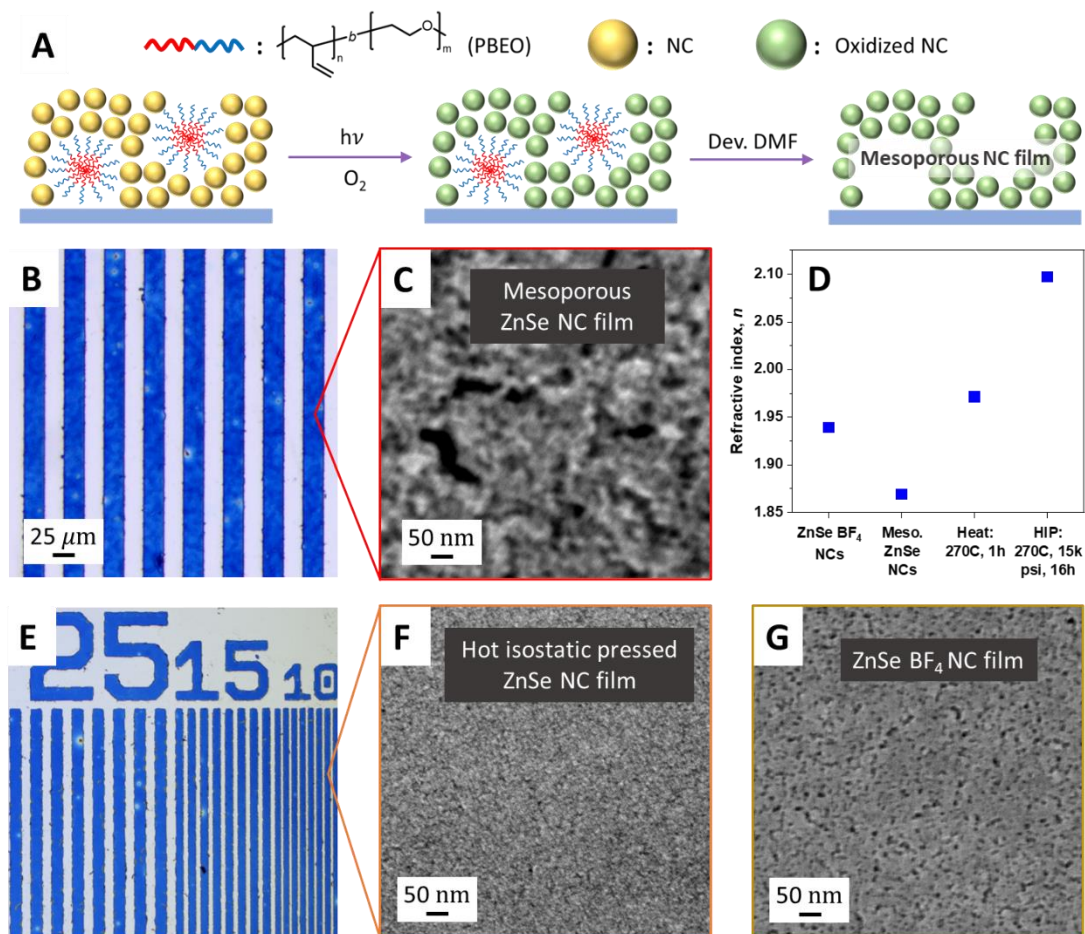 A
:
b
n
O
m
(PBEO)
: NC
: Oxidized NC
hν
O₂
Dev. DMF
Mesoporous NC film
B
25 μm
C
Mesoporous
ZnSe NC film
50 nm
D
Refractive index, n
2.10
2.05
2.00
1.95
1.90
1.85
ZnSe BF₄
NCs
Meso.
ZnSe
NCs
Heat:
270C, 1h
HIP:
270C, 15k
psi, 16h
E
25 15 10
F
Hot isostatic pressed
ZnSe NC film
50 nm
G
ZnSe BF₄ NC film
50 nm